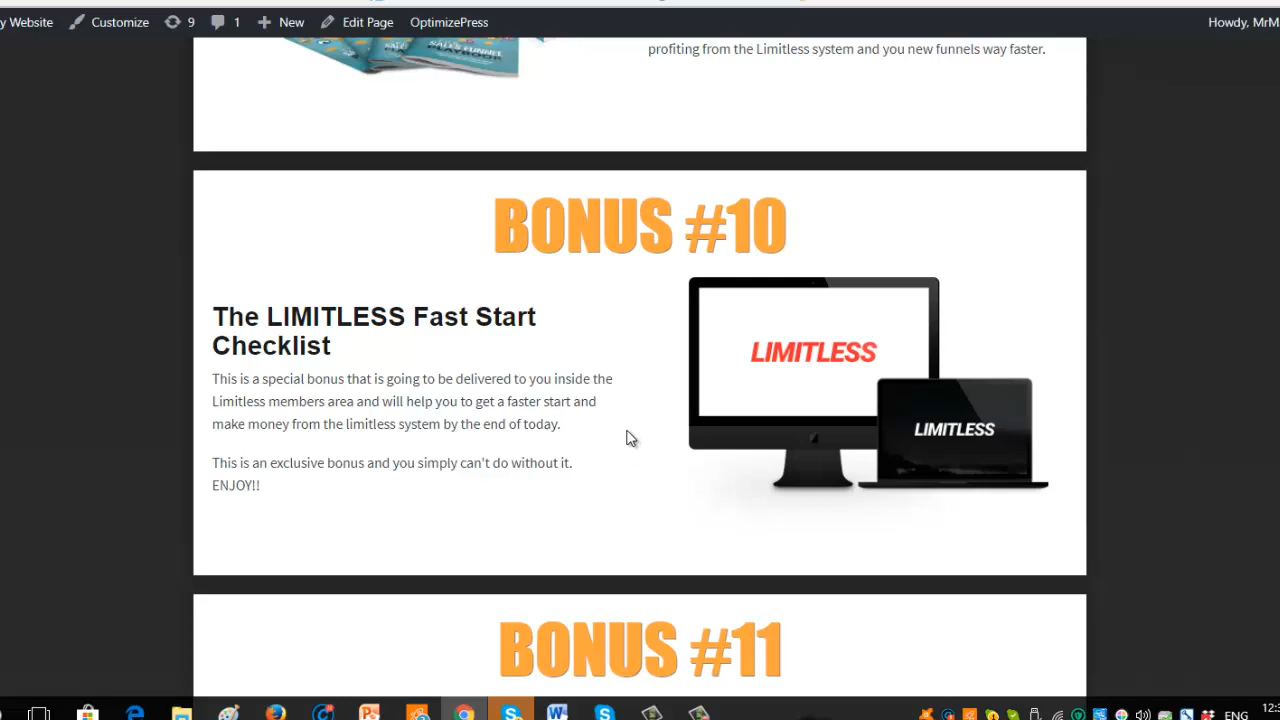 y Website Customize 9 1 New Edit Page OptimizePress Howdy, MrM
SALES FUNNEL
profiting from the Limitless system and you new funnels way faster.
BONUS #10
The LIMITLESS Fast Start
Checklist
This is a special bonus that is going to be delivered to you inside the
Limitless members area and will help you to get a faster start and
make money from the limitless system by the end of today.
This is an exclusive bonus and you simply can't do without it.
ENJOY!!
LIMITLESS
LIMITLESS
BONUS #11
ENG